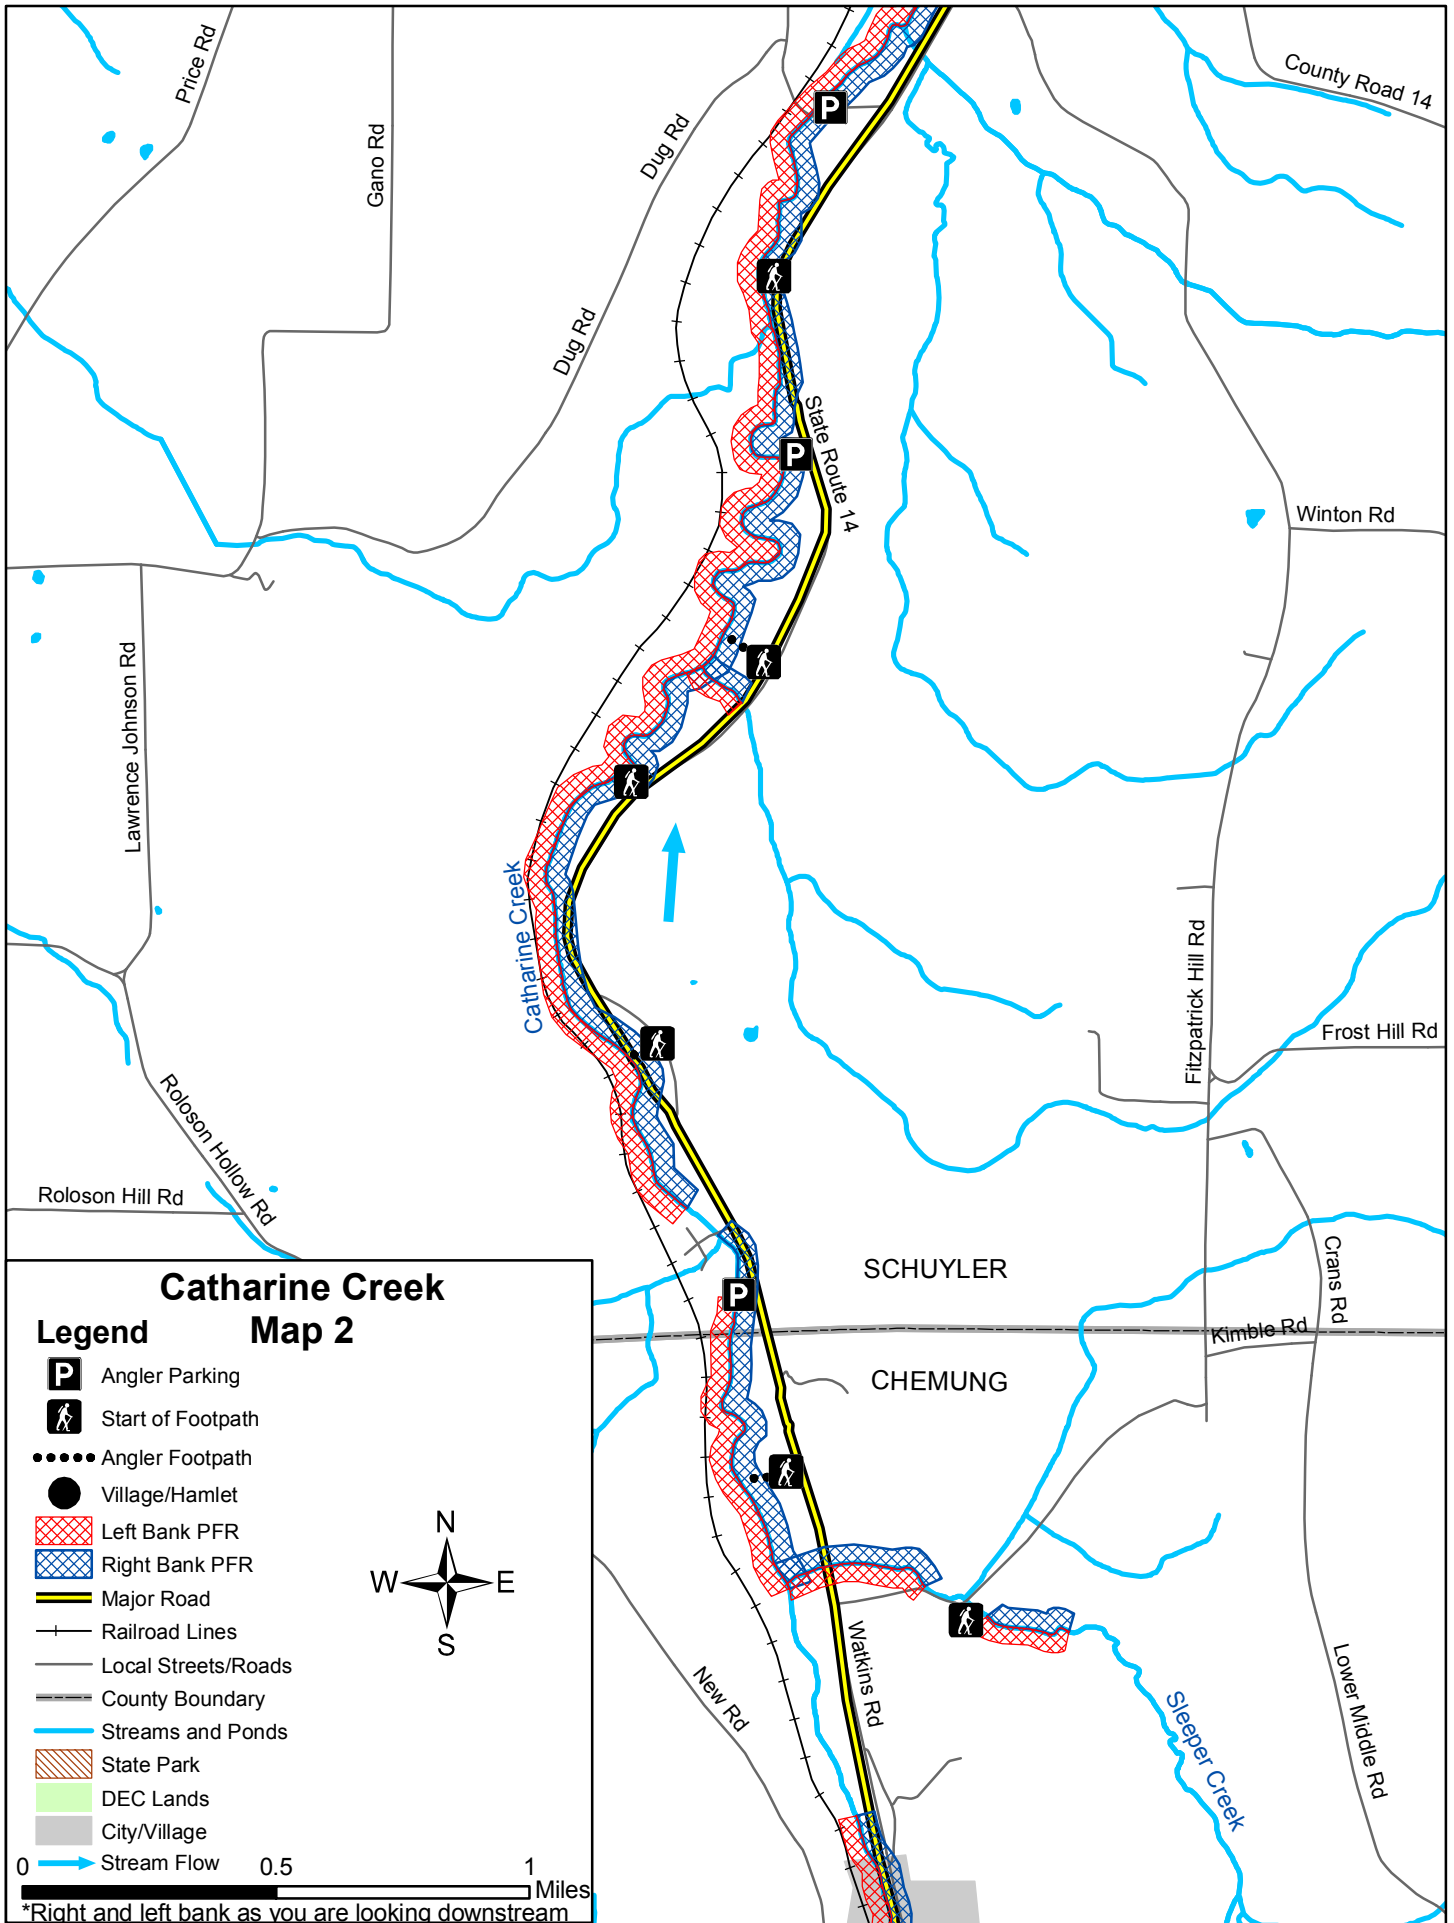 Price Rd
Gano Rd
Dug Rd
County Road 14
Dug Rd
State Route 14
Winton Rd
Lawrence Johnson Rd
Catharine Creek
Fitzpatrick Hill Rd
Frost Hill Rd
Roloson Hollow Rd
Roloson Hill Rd
SCHUYLER
Crans Rd
Kimble Rd
CHEMUNG
Watkins Rd
New Rd
Sleeper Creek
Lower Middle Rd
P
P
P
Catharine Creek
Map 2
Legend
P Angler Parking
Start of Footpath
Angler Footpath
Village/Hamlet
Left Bank PFR
Right Bank PFR
Major Road
Railroad Lines
Local Streets/Roads
County Boundary
Streams and Ponds
State Park
DEC Lands
City/Village
Stream Flow
N
W E
S
0 0.5 1
Miles
*Right and left bank as you are looking downstream